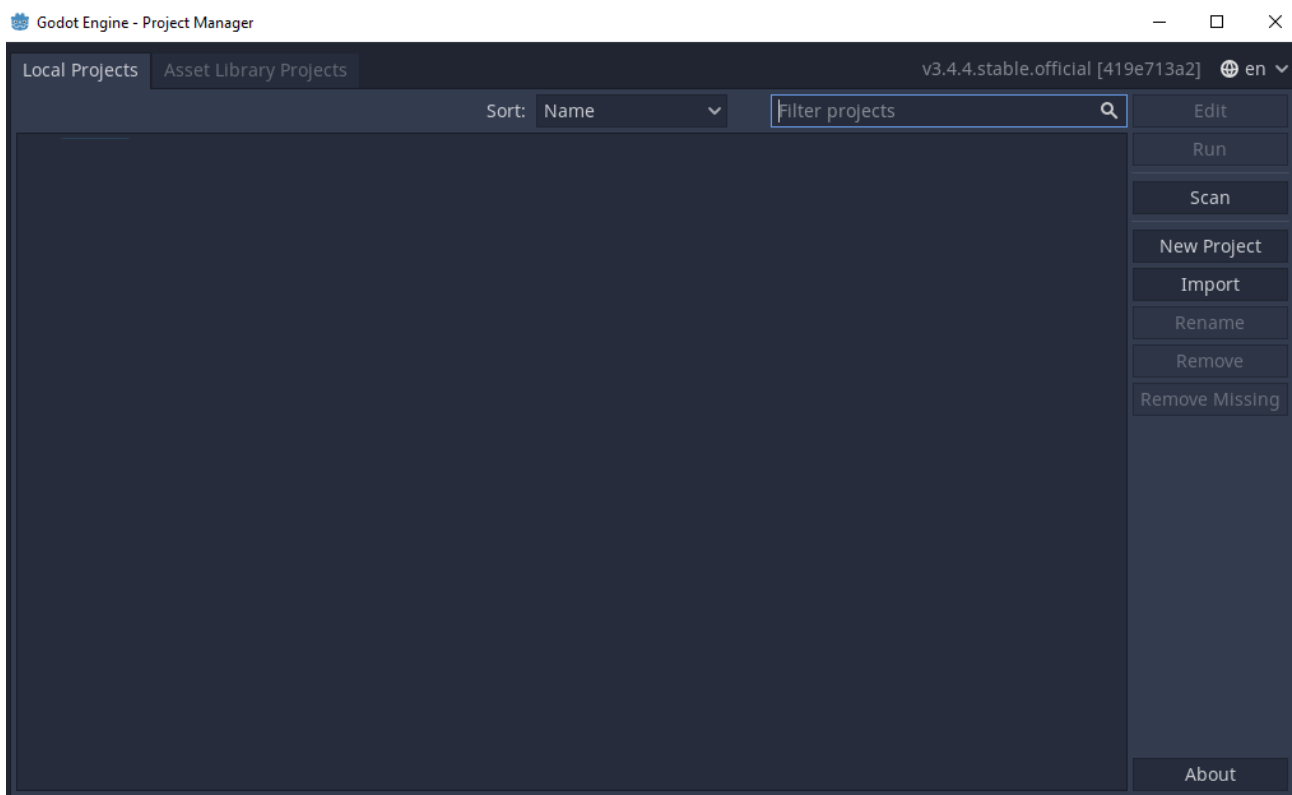 Godot Engine - Project Manager
Local Projects Asset Library Projects v3.4.4.stable.official [419e713a2] en
Sort: Name Filter projects Edit
Run
Scan
New Project
Import
Rename
Remove
Remove Missing
About